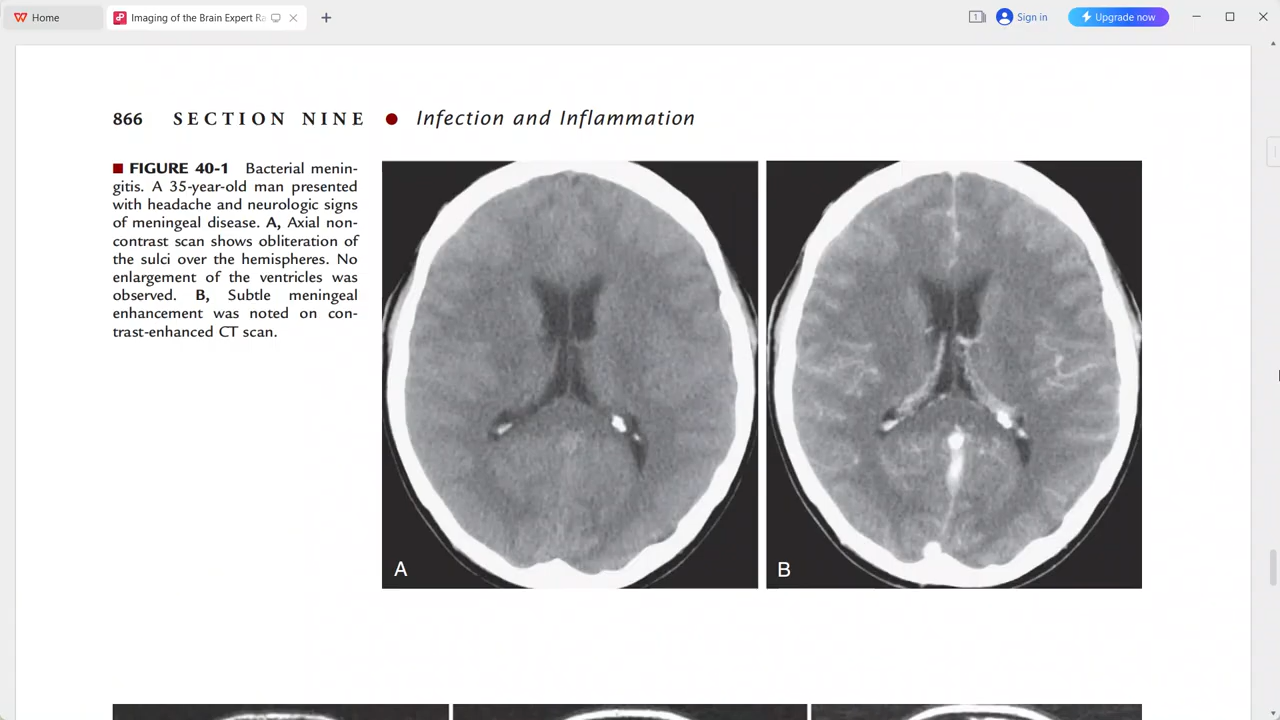 Home
Imaging of the Brain Expert Ra
Sign in
Upgrade now
866 SECTION NINE ● Infection and Inflammation
■ FIGURE 40-1 Bacterial menin-
gitis. A 35-year-old man presented
with headache and neurologic signs
of meningeal disease. A, Axial non-
contrast scan shows obliteration of
the sulci over the hemispheres. No
enlargement of the ventricles was
observed. B, Subtle meningeal
enhancement was noted on con-
trast-enhanced CT scan.
A
B